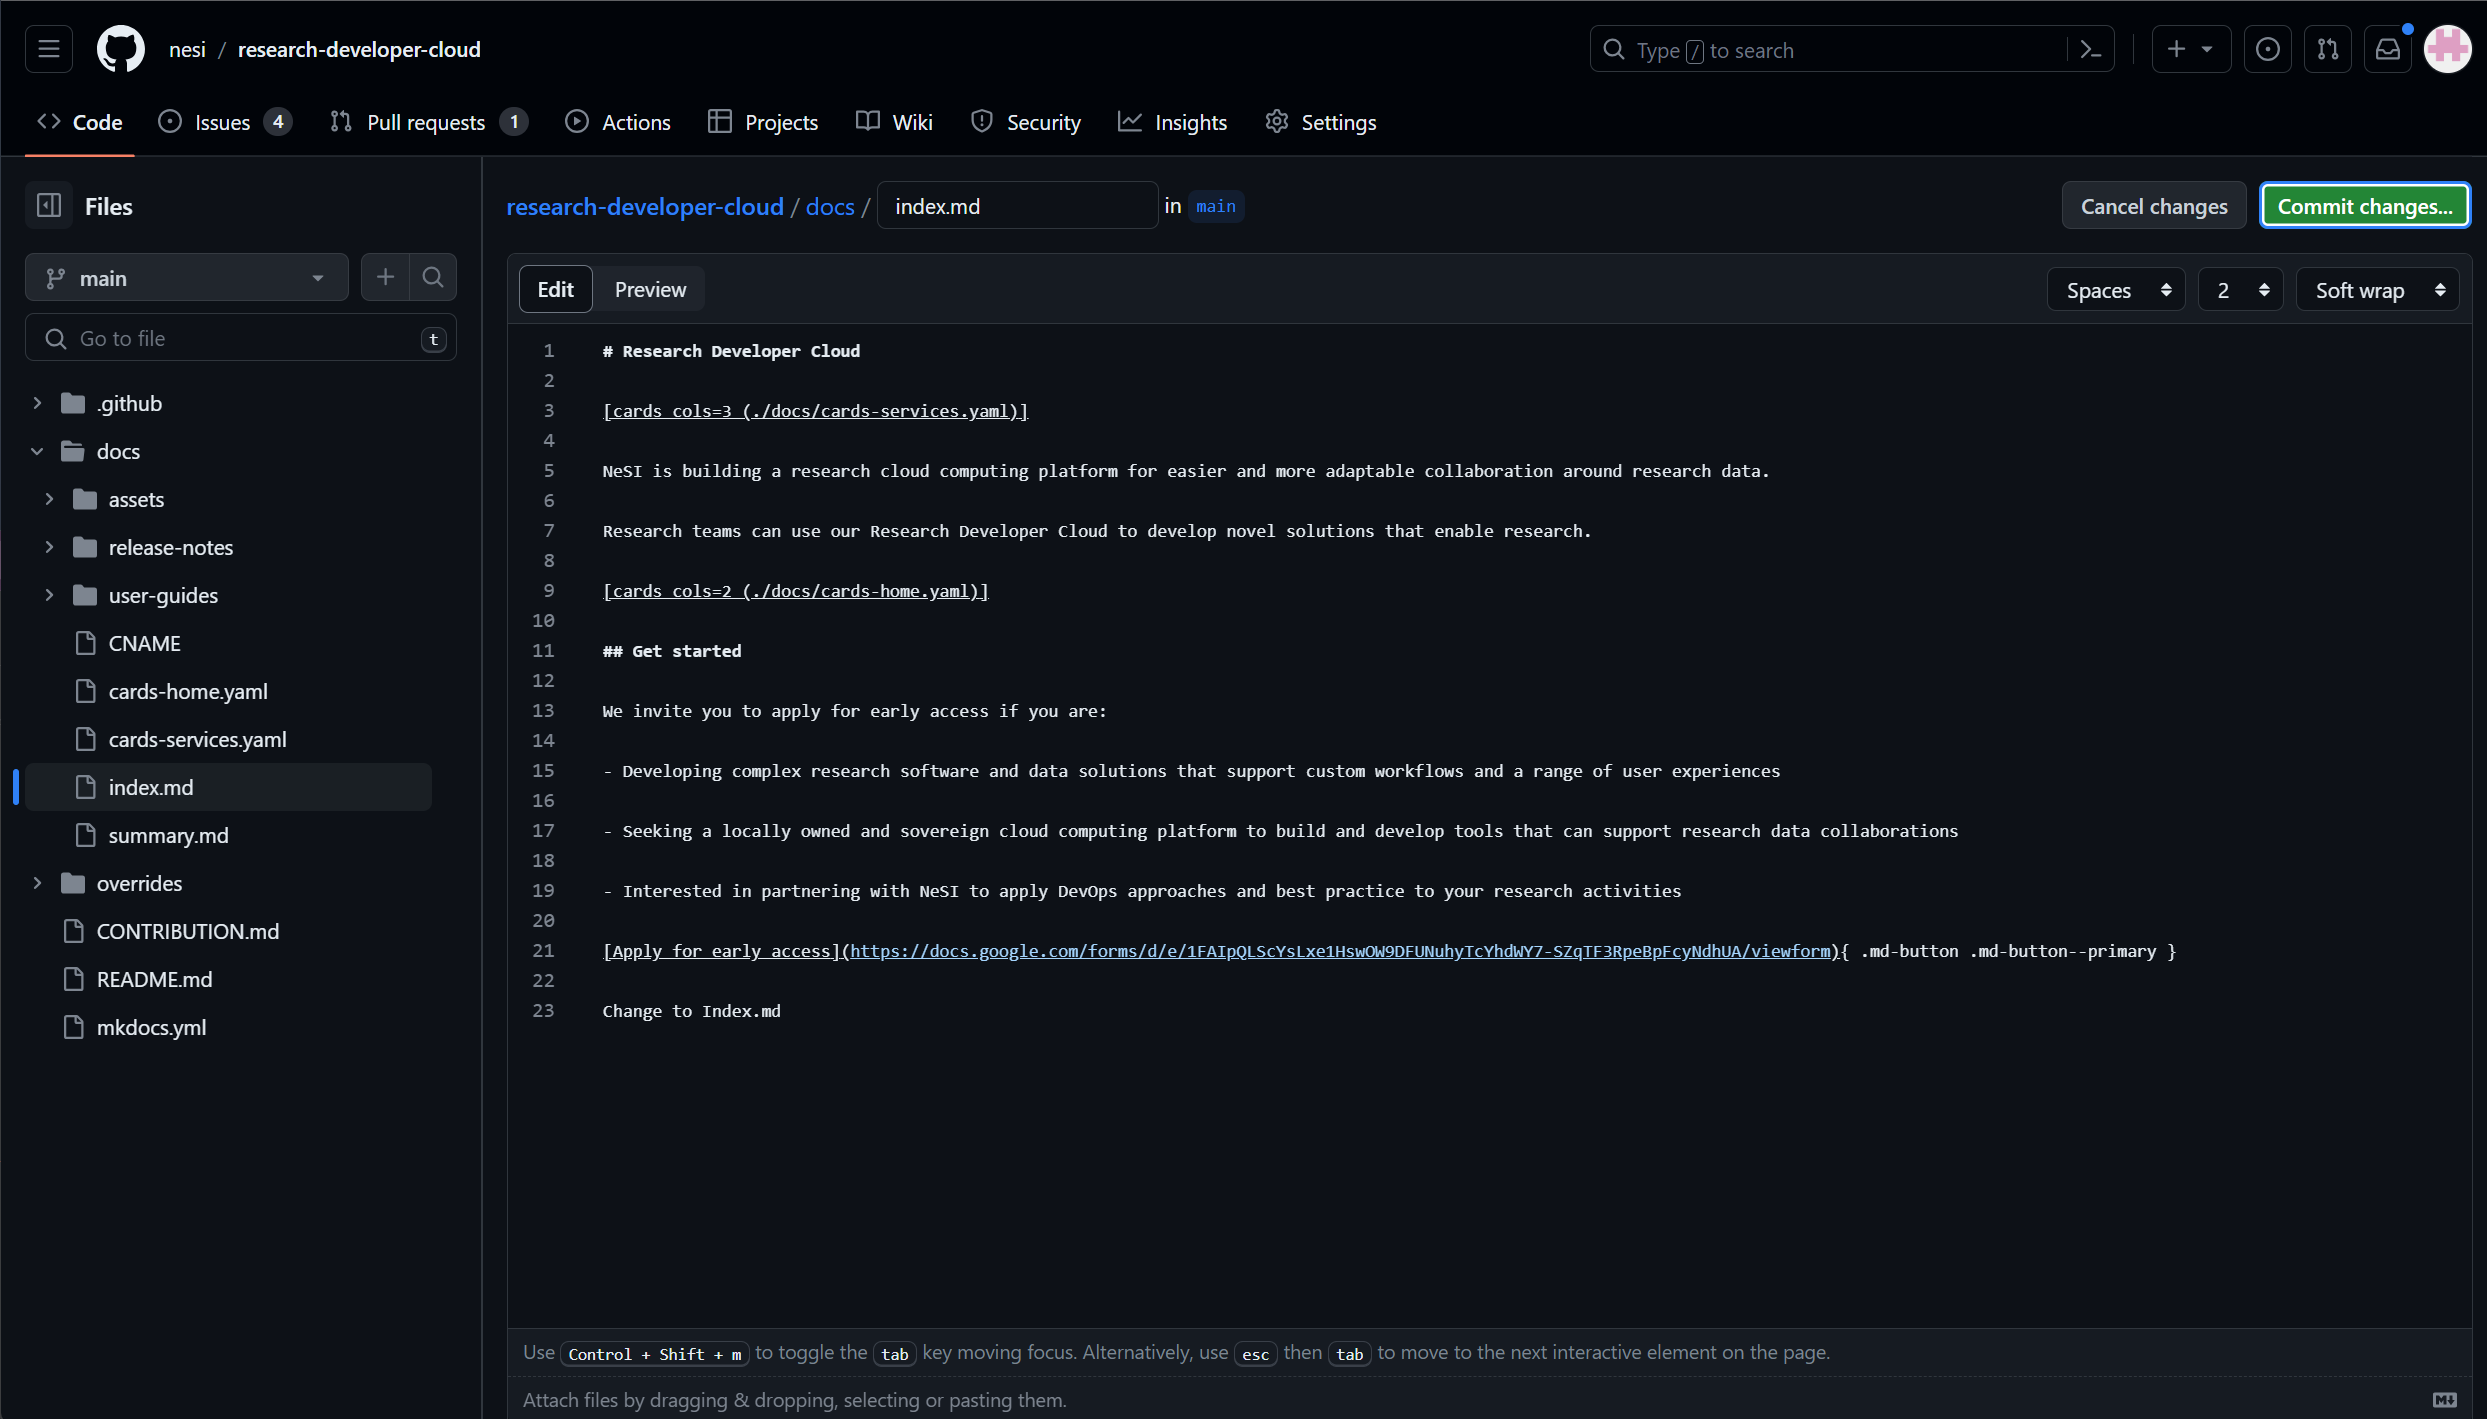 nesi / research-developer-cloud
Type / to search
Code
Issues 4
Pull requests 1
Actions
Projects
Wiki
Security
Insights
Settings
Files
main
Go to file
t
.github
docs
assets
release-notes
user-guides
CNAME
cards-home.yaml
cards-services.yaml
index.md
summary.md
overrides
CONTRIBUTION.md
README.md
mkdocs.yml
research-developer-cloud / docs / index.md in main
Cancel changes
Commit changes...
Edit
Preview
Spaces
2
Soft wrap
1 # Research Developer Cloud
2
3 [cards cols=3 (./docs/cards-services.yaml)]
4
5 NeSI is building a research cloud computing platform for easier and more adaptable collaboration around research data.
6
7 Research teams can use our Research Developer Cloud to develop novel solutions that enable research.
8
9 [cards cols=2 (./docs/cards-home.yaml)]
10
11 ## Get started
12
13 We invite you to apply for early access if you are:
14
15 - Developing complex research software and data solutions that support custom workflows and a range of user experiences
16
17 - Seeking a locally owned and sovereign cloud computing platform to build and develop tools that can support research data collaborations
18
19 - Interested in partnering with NeSI to apply DevOps approaches and best practice to your research activities
20
21 [Apply for early access](https://docs.google.com/forms/d/e/1FAIpQLScYsLxe1HswOW9DFUNuhyTcYhdWY7-SZqTF3RpeBpFcyNdhUA/viewform){ .md-button .md-button--primary }
22
23 Change to Index.md
Use Control + Shift + m to toggle the tab key moving focus. Alternatively, use esc then tab to move to the next interactive element on the page.
Attach files by dragging & dropping, selecting or pasting them.